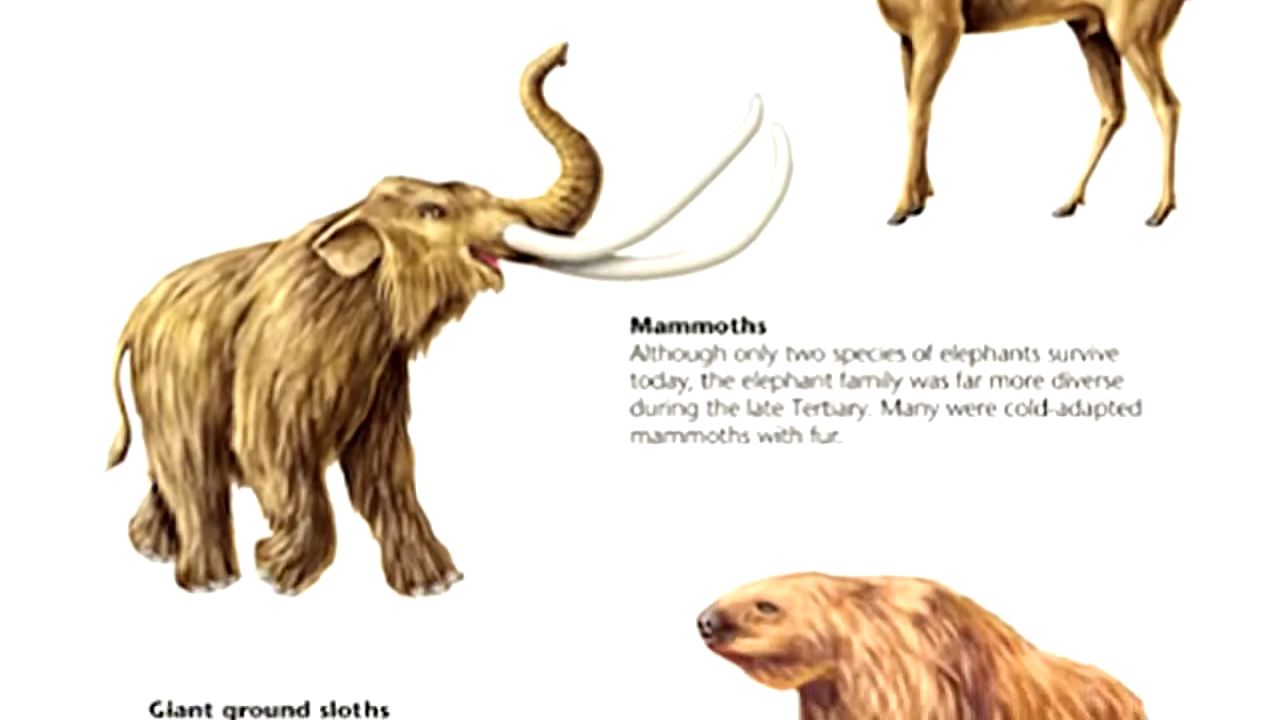 Mammoths
Although only two species of elephants survive
today, the elephant family was far more diverse
during the late Tertiary. Many were cold-adapted
mammoths with fur.
Giant ground sloths